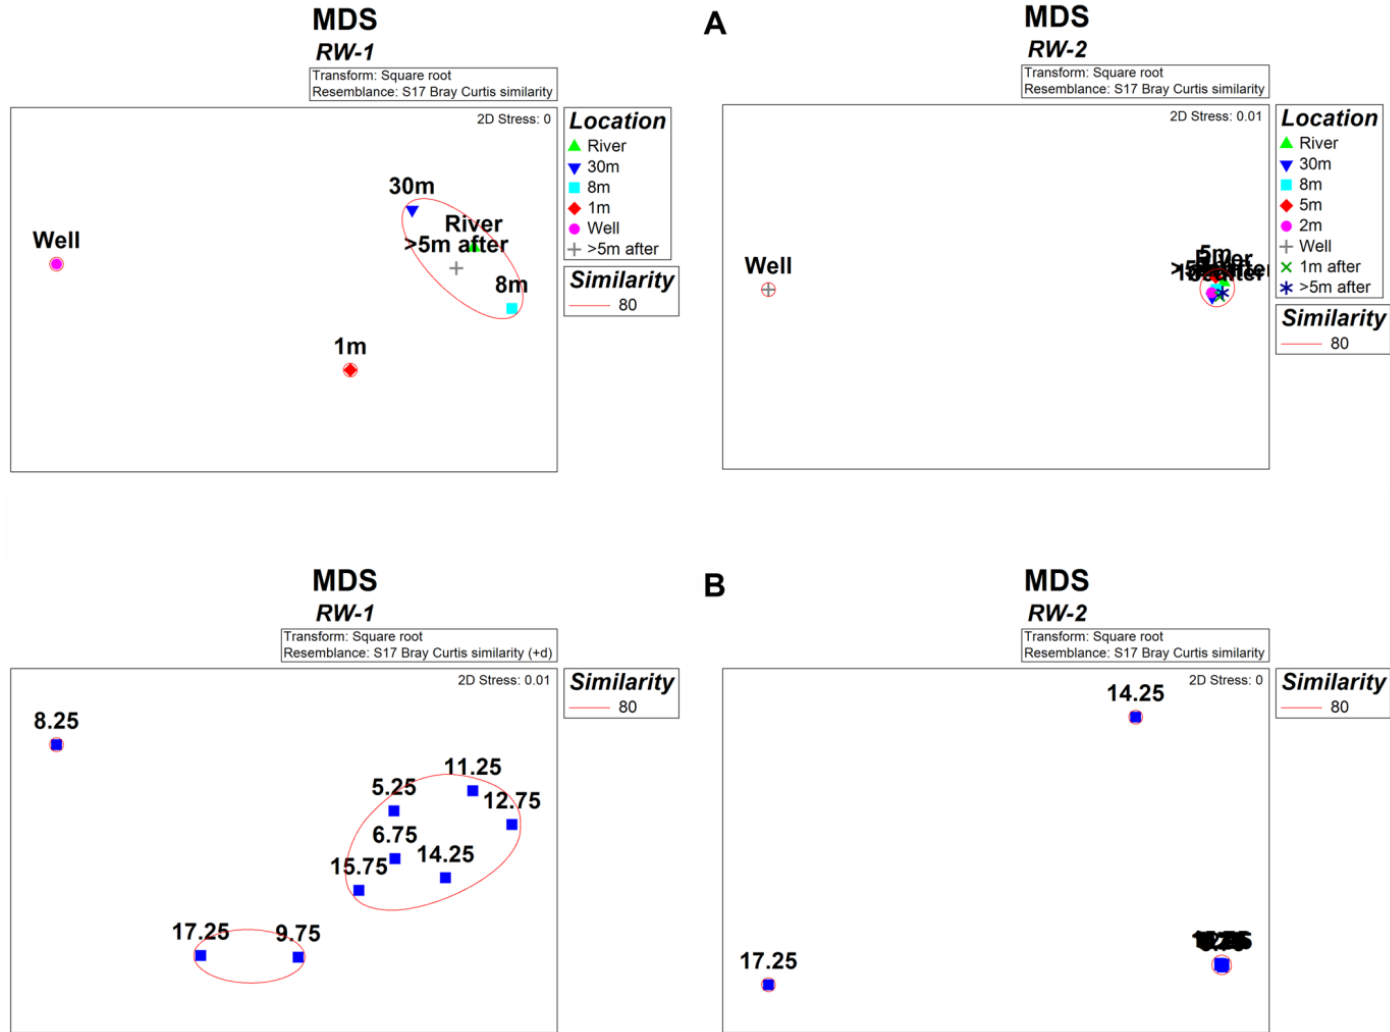 MDS
RW-1
Transform: Square root
Resemblance: S17 Bray Curtis similarity
2D Stress: 0
Location
River
30m
8m
1m
Well
>5m after
Similarity
80
30m
River
>5m after
Well
8m
1m
A
MDS
RW-2
Transform: Square root
Resemblance: S17 Bray Curtis similarity
2D Stress: 0.01
Location
River
30m
8m
5m
2m
Well
1m after
>5m after
Similarity
80
Well
5m
MDS
RW-1
Transform: Square root
Resemblance: S17 Bray Curtis similarity (+d)
2D Stress: 0.01
Similarity
80
8.25
11.25
5.25
12.75
6.75
14.25
15.75
17.25
9.75
B
MDS
RW-2
Transform: Square root
Resemblance: S17 Bray Curtis similarity
2D Stress: 0
Similarity
80
14.25
17.25